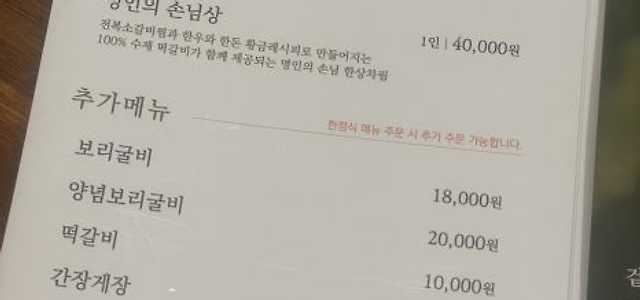 명인의 손님상
1인 | 40,000원
전복소갈비찜과 한우와 한돈 황금레시피로 만들어지는
100% 수제 떡갈비가 함께 제공되는 명인의 손님 한상차림
추가메뉴
한정식 메뉴 주문 시 추가 주문 가능합니다.
보리굴비
18,000원
양념보리굴비
20,000원
떡갈비
10,000원
간장게장